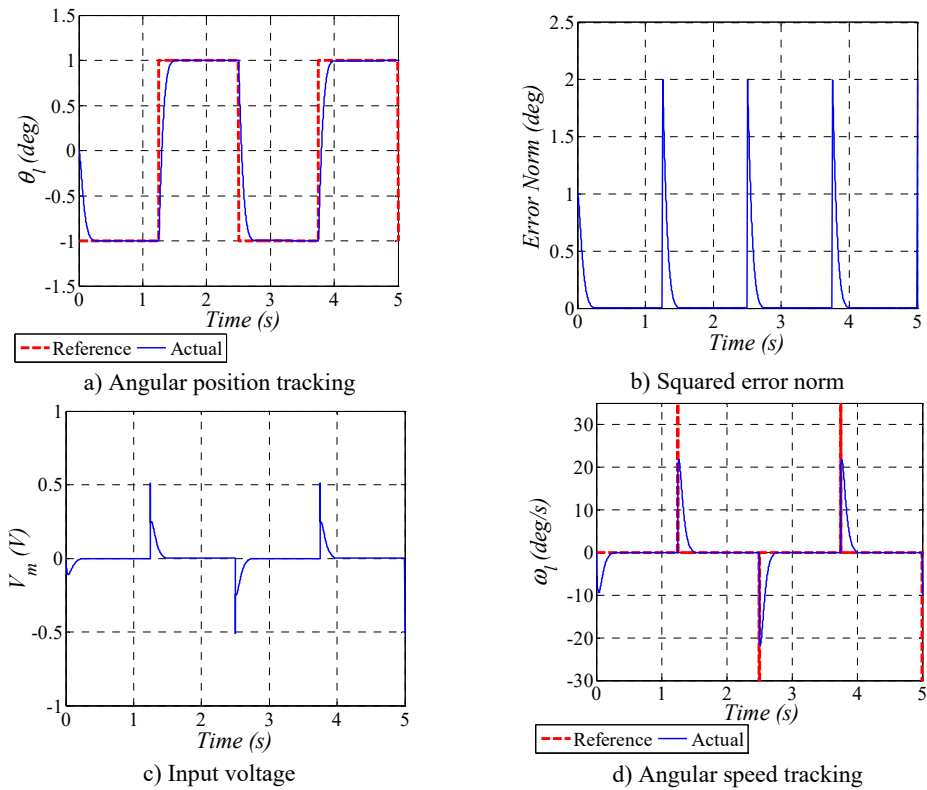 1.5
1
0.5
0
-0.5
-1
-1.5
θl (deg)
0 1 2 3 4 5
Time (s)
Reference Actual
a) Angular position tracking
2.5
2
1.5
1
0.5
0
Error Norm (deg)
0 1 2 3 4 5
Time (s)
b) Squared error norm
1
0.5
0
-0.5
-1
V_m (V)
0 1 2 3 4 5
Time (s)
c) Input voltage
30
20
10
0
-10
-20
-30
ωl (deg/s)
0 1 2 3 4 5
Time (s)
Reference Actual
d) Angular speed tracking